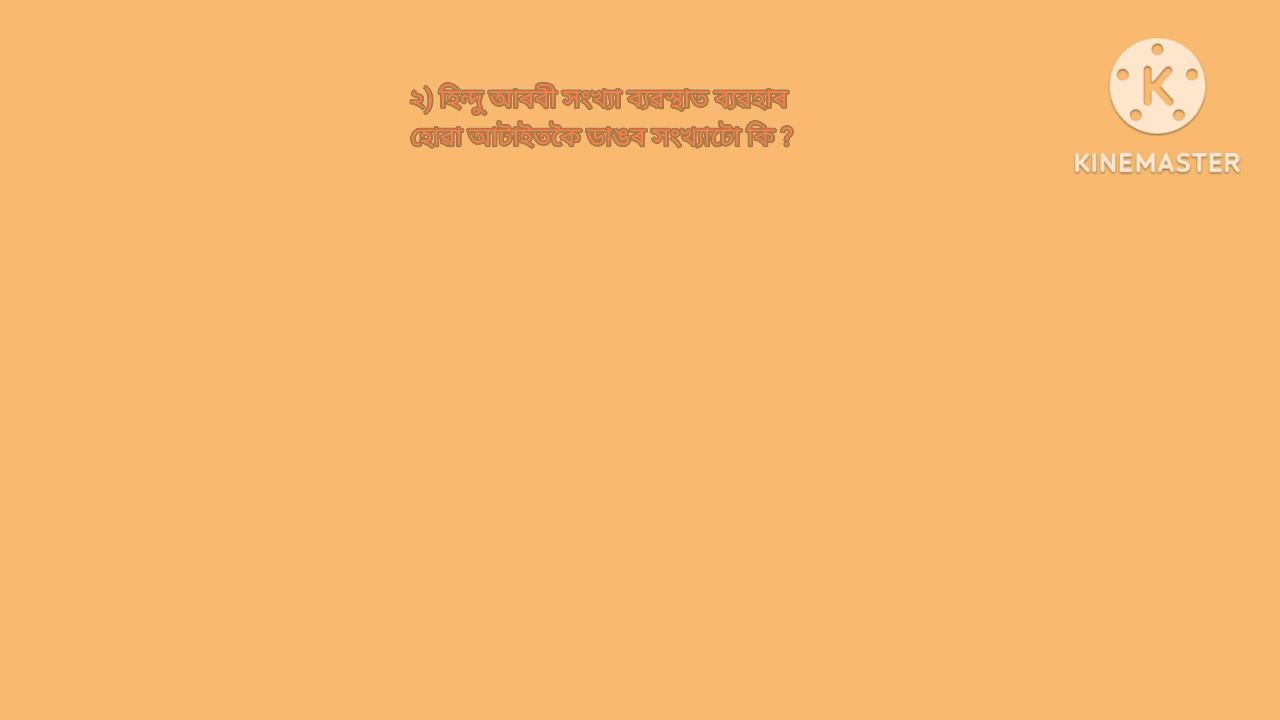 ২) হিন্দু আৰবী সংখ্যা ব্যৱস্থাত ব্যৱহাৰ
হোৱা আটাইতকৈ ডাঙৰ সংখ্যাটো কি ?
KINEMASTER